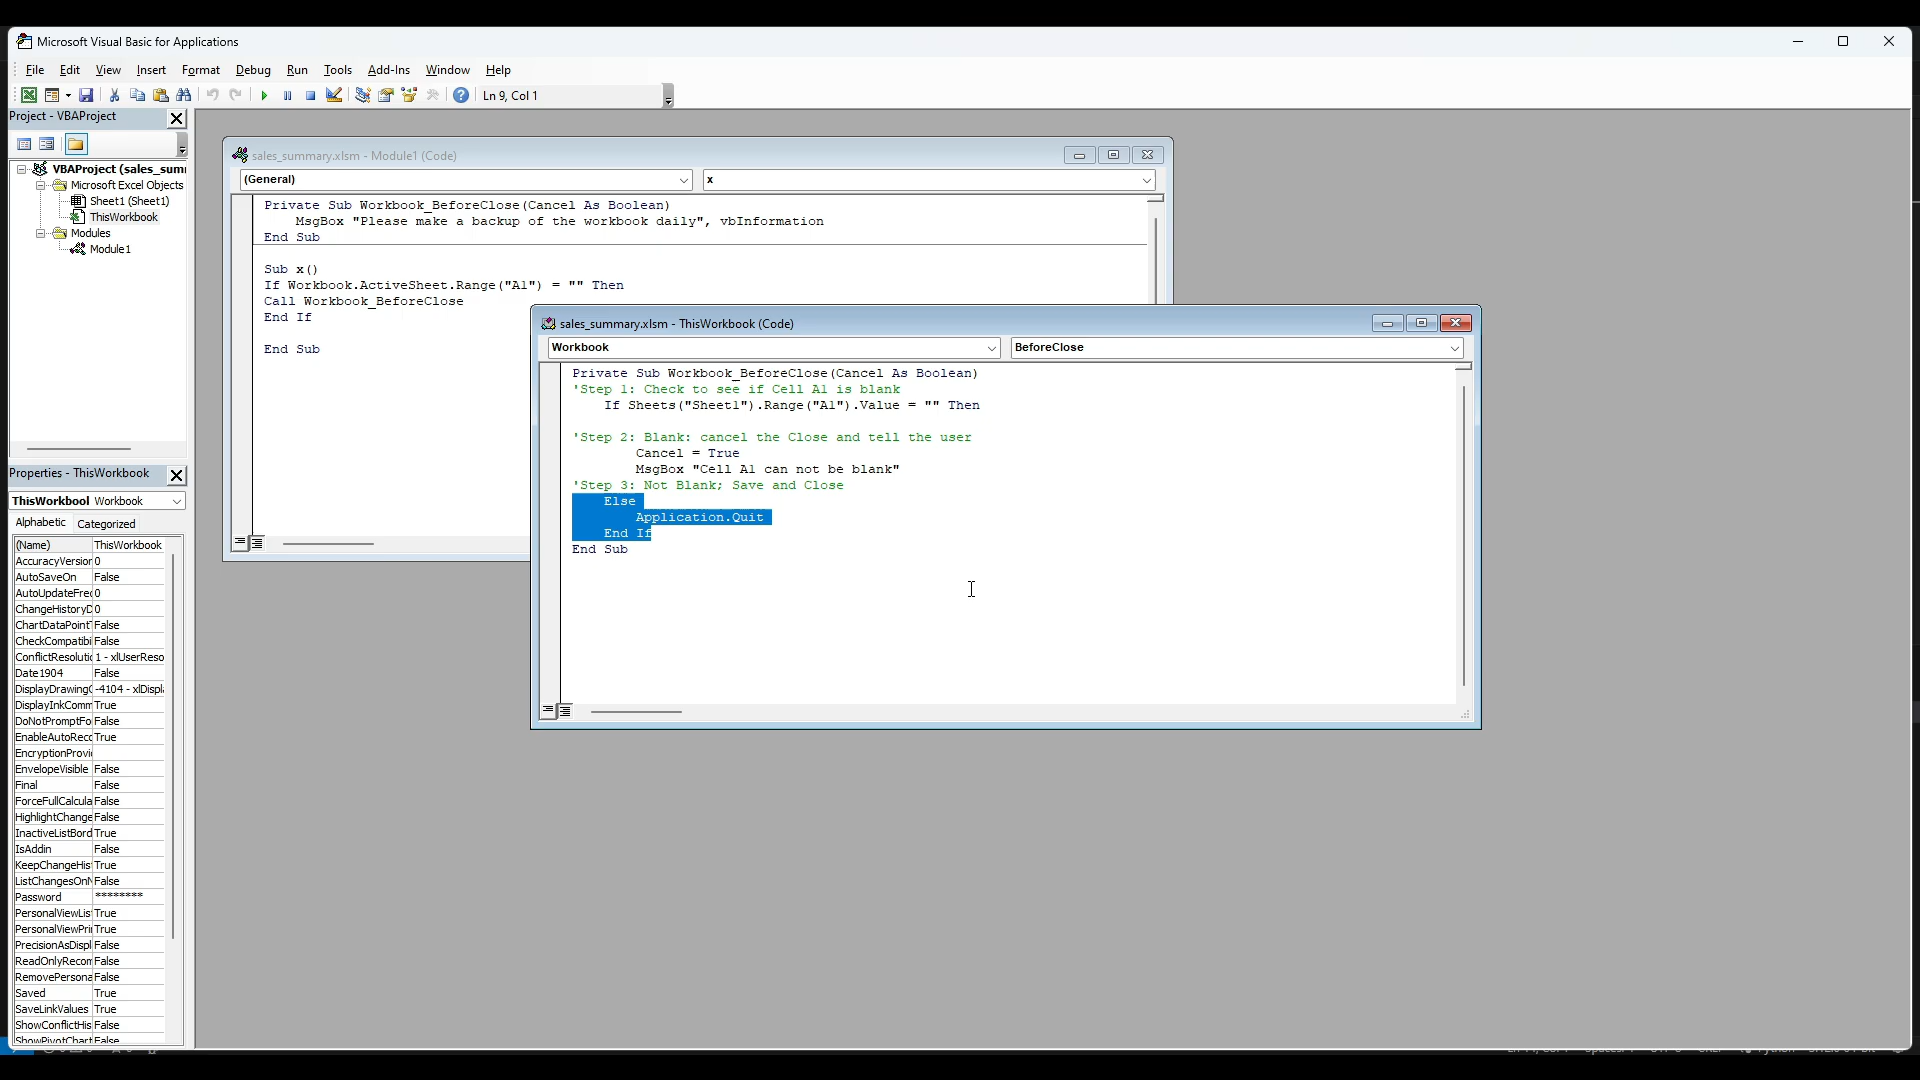 Microsoft Visual Basic for Applications
File Edit View Insert Format Debug Run Tools Add-Ins Window Help
Ln 9, Col 1
Project - VBAProject
VBAProject (sales_sum
Microsoft Excel Objects
Sheet1 (Sheet1)
ThisWorkbook
Modules
Module1
sales_summary.xlsm - Module1 (Code)
(General) x
Private Sub Workbook_BeforeClose(Cancel As Boolean)
MsgBox "Please make a backup of the workbook daily", vbInformation
End Sub
Sub x()
If Workbook.ActiveSheet.Range("A1") = "" Then
Call Workbook_BeforeClose
End If
End Sub
sales_summary.xlsm - ThisWorkbook (Code)
Workbook BeforeClose
Private Sub Workbook_BeforeClose(Cancel As Boolean)
'Step 1: Check to see if Cell A1 is blank
If Sheets("Sheet1").Range("A1").Value = "" Then
'Step 2: Blank: cancel the Close and tell the user
Cancel = True
MsgBox "Cell A1 can not be blank"
'Step 3: Not Blank; Save and Close
Else
Application.Quit
End If
End Sub
Properties - ThisWorkbook
ThisWorkbool Workbook
Alphabetic Categorized
(Name) ThisWorkbook
AccuracyVersior 0
AutoSaveOn False
AutoUpdateFrec 0
ChangeHistoryD 0
ChartDataPoint False
CheckCompatibi False
ConflictResolutic 1 - xlUserReso
Date1904 False
DisplayDrawing -4104 - xlDispl
DisplayInkComm True
DoNotPromptFo False
EnableAutoRecc True
EncryptionProvi
EnvelopeVisible False
Final False
ForceFullCalcula False
HighlightChange False
InactiveListBord True
IsAddin False
KeepChangeHis True
ListChangesOnN False
Password ********
PersonalViewLis True
PersonalViewPri True
PrecisionAsDispl False
ReadOnlyRecom False
RemovePersona False
Saved True
SaveLinkValues True
ShowConflictHis False
ShowPivotChart False